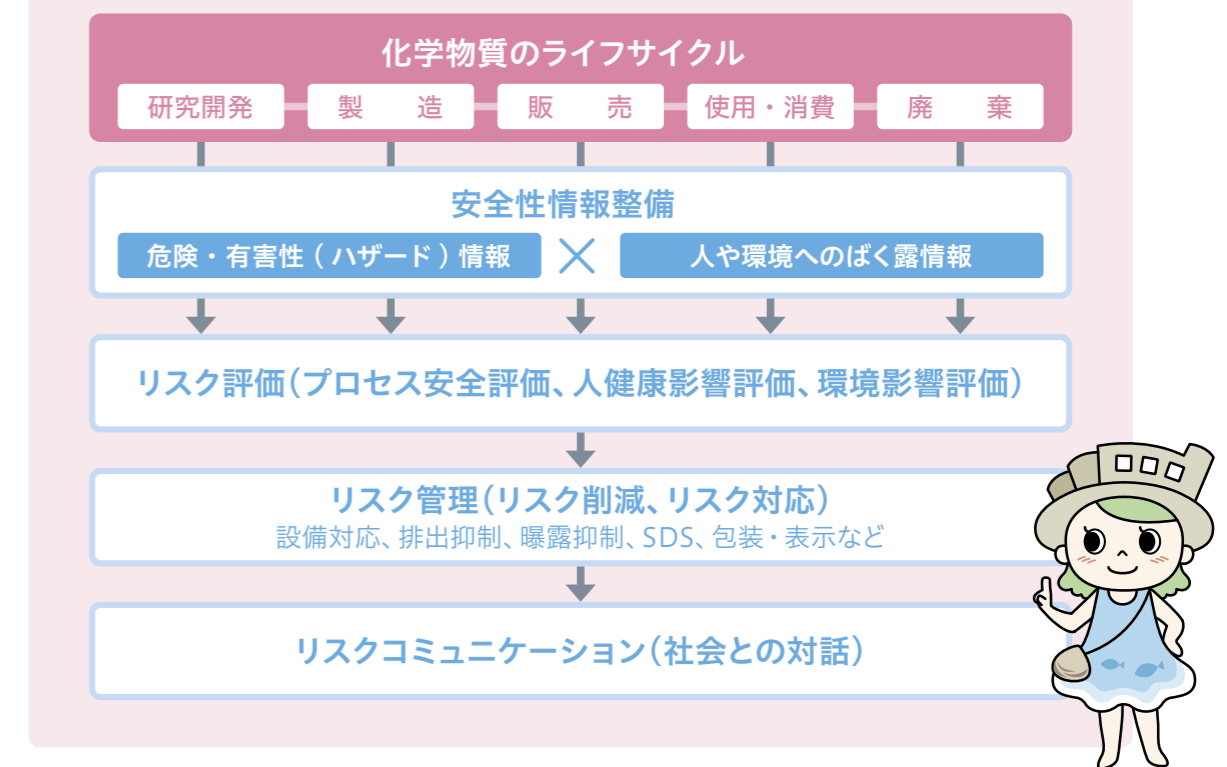 化学物質のライフサイクル
研究開発 製造 販売 使用・消費 廃棄
安全性情報整備
危険・有害性(ハザード)情報 × 人や環境へのばく露情報
リスク評価(プロセス安全評価、人健康影響評価、環境影響評価)
リスク管理(リスク削減、リスク対応)
設備対応、排出抑制、曝露抑制、SDS、包装・表示など
リスクコミュニケーション(社会との対話)